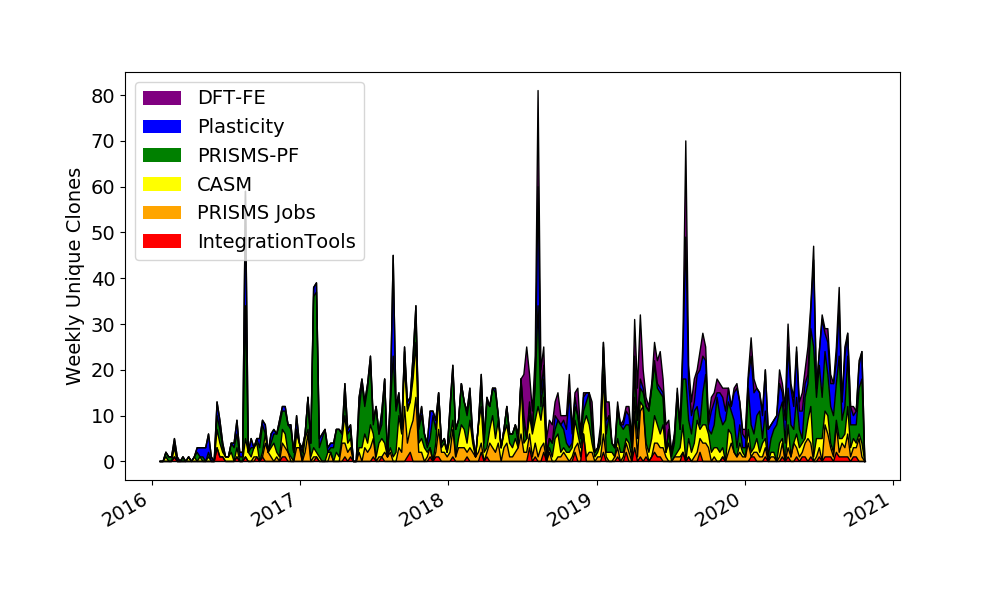 80
70
60
50
40
30
20
10
0
Weekly Unique Clones
DFT-FE
Plasticity
PRISMS-PF
CASM
PRISMS Jobs
IntegrationTools
2016
2017
2018
2019
2020
2021